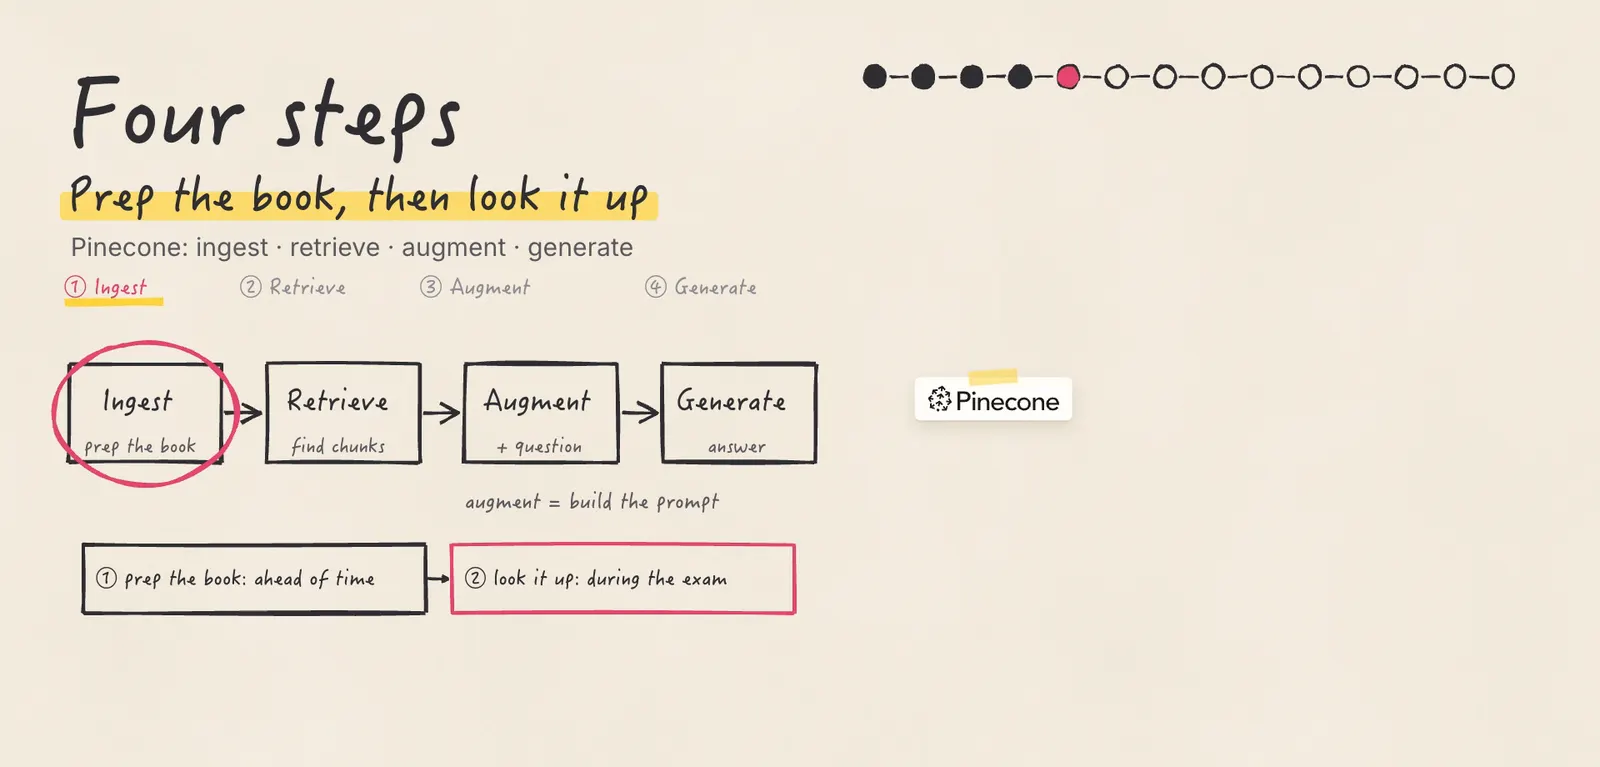 Four steps
Prep the book, then look it up
Pinecone: ingest · retrieve · augment · generate
① Ingest ② Retrieve ③ Augment ④ Generate
Ingest Retrieve Augment Generate
prep the book find chunks + question answer
Pinecone
augment = build the prompt
① prep the book: ahead of time ② look it up: during the exam